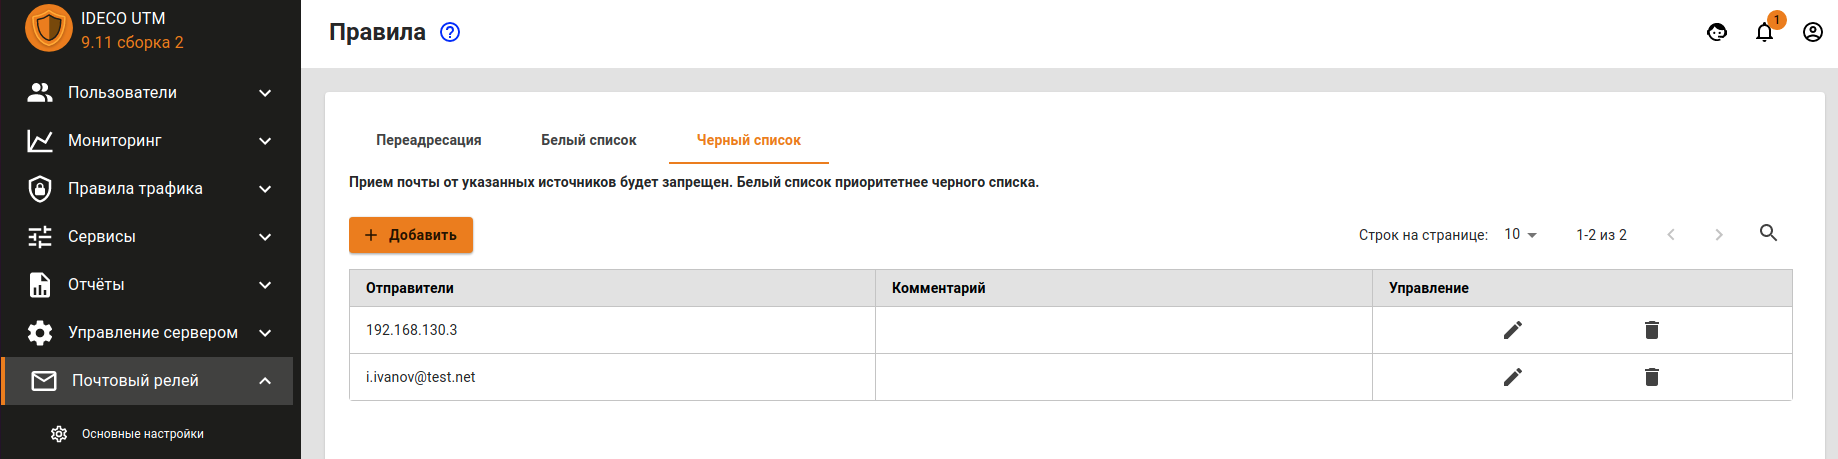 IDECO UTM
9.11 сборка 2
Пользователи
Мониторинг
Правила трафика
Сервисы
Отчёты
Управление сервером
Почтовый релей
Основные настройки
Правила
?
1
Переадресация Белый список Черный список
Прием почты от указанных источников будет запрещен. Белый список приоритетнее черного списка.
+ Добавить
Строк на странице: 10 1-2 из 2
Отправители Комментарий Управление
192.168.130.3
i.ivanov@test.net